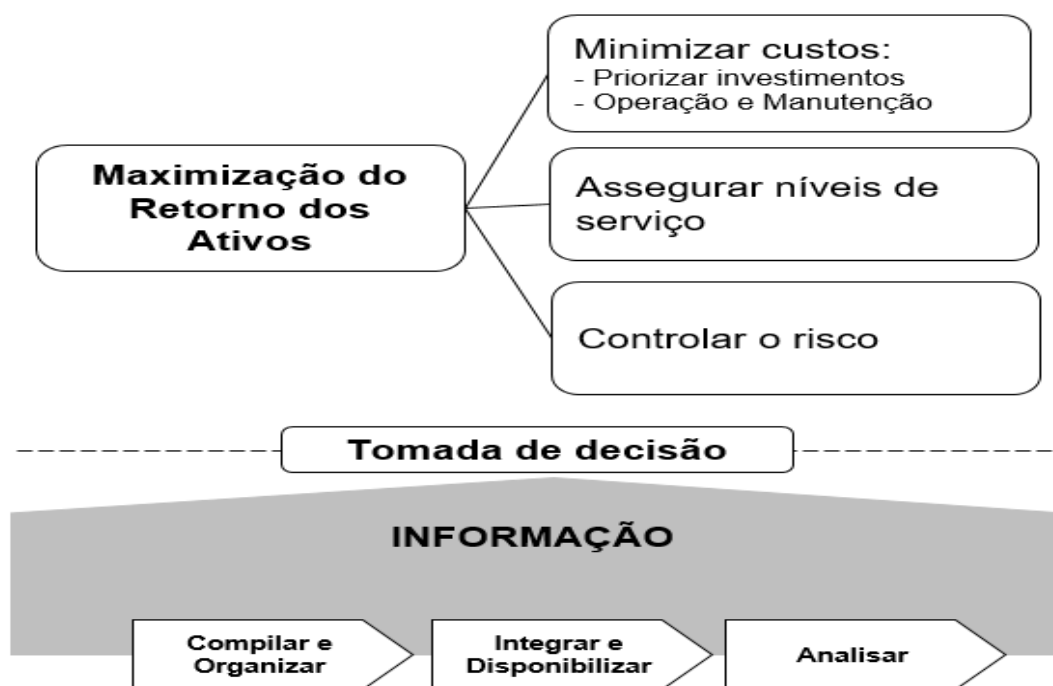 Minimizar custos:
- Priorizar investimentos
- Operação e Manutenção
Maximização do
Retorno dos
Ativos
Assegurar níveis de
serviço
Controlar o risco
Tomada de decisão
INFORMAÇÃO
Compilar e
Organizar
Integrar e
Disponibilizar
Analisar